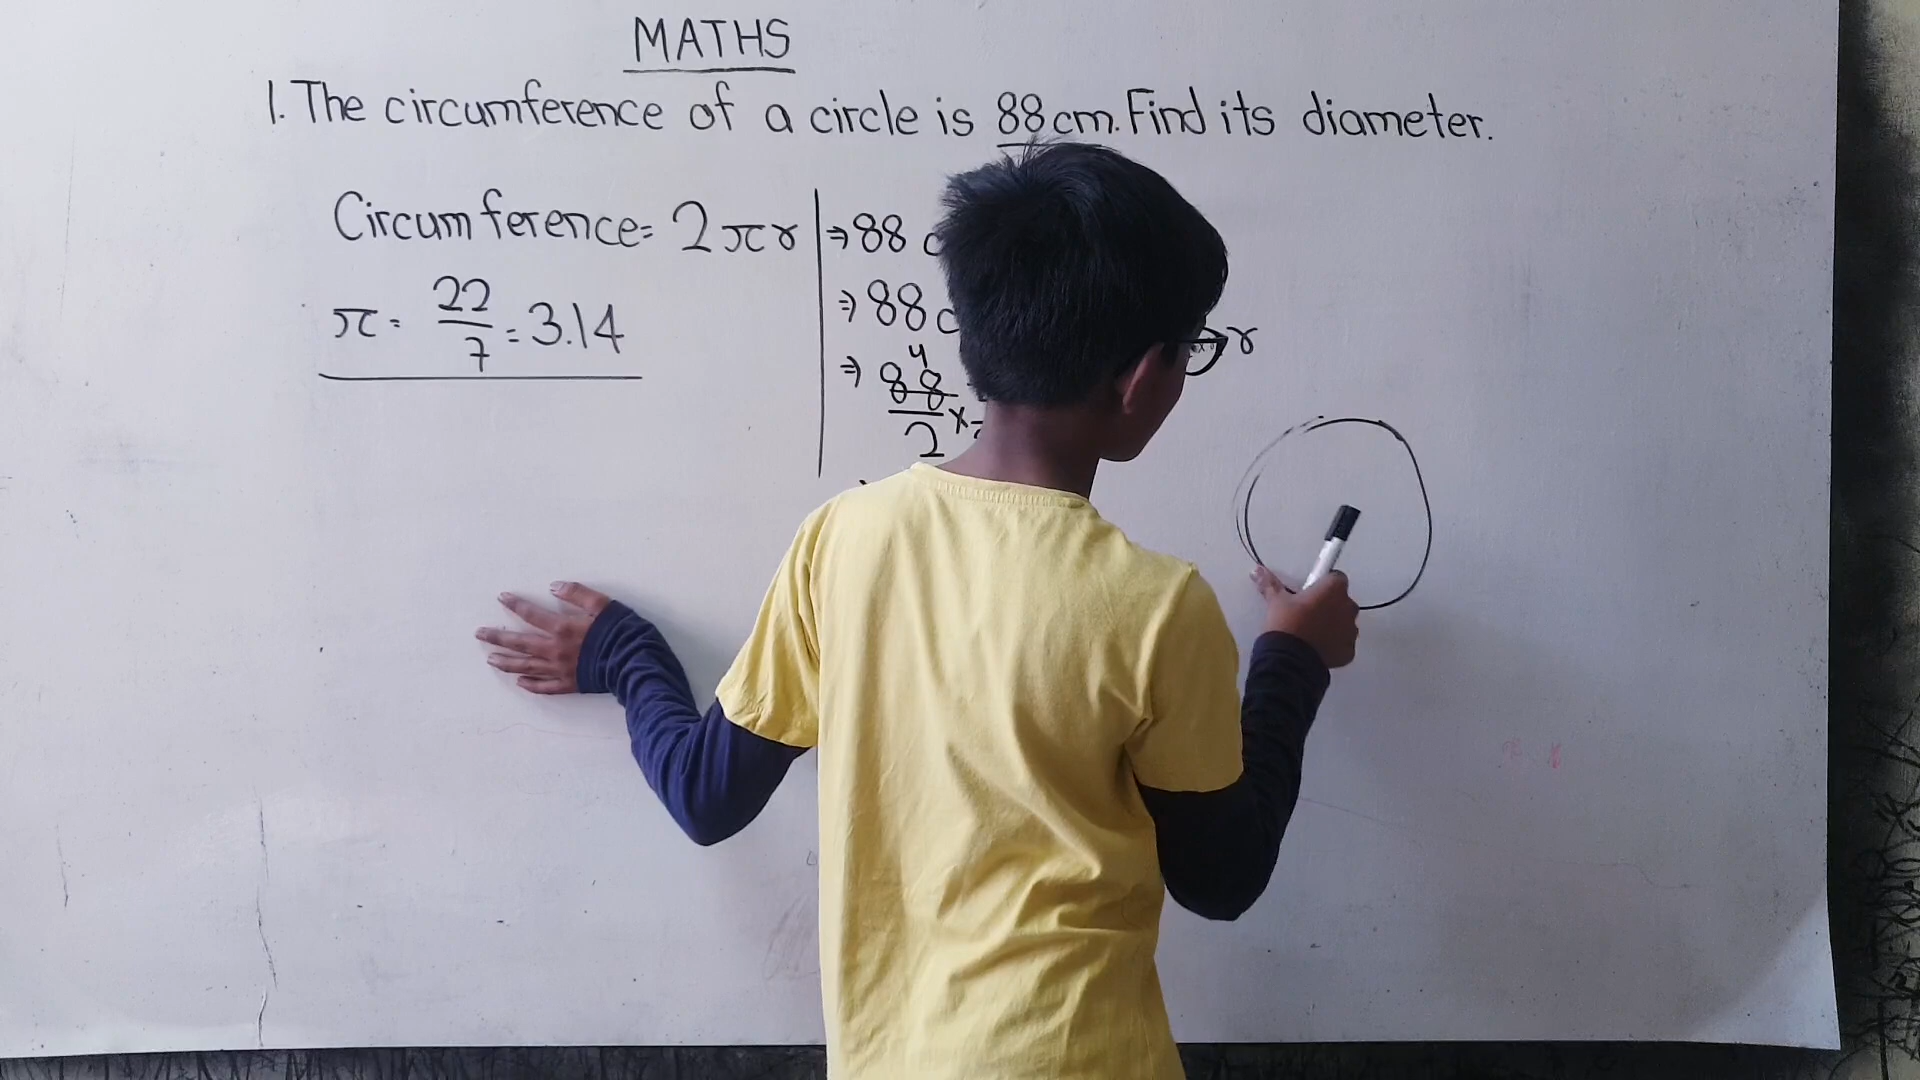 MATHS
1. The circumference of a circle is 88 cm. Find its diameter.
Circumference = 2πr
π = 22/7 = 3.14
⇒ 88
⇒ 88 r
⇒ 88/2 ×
4